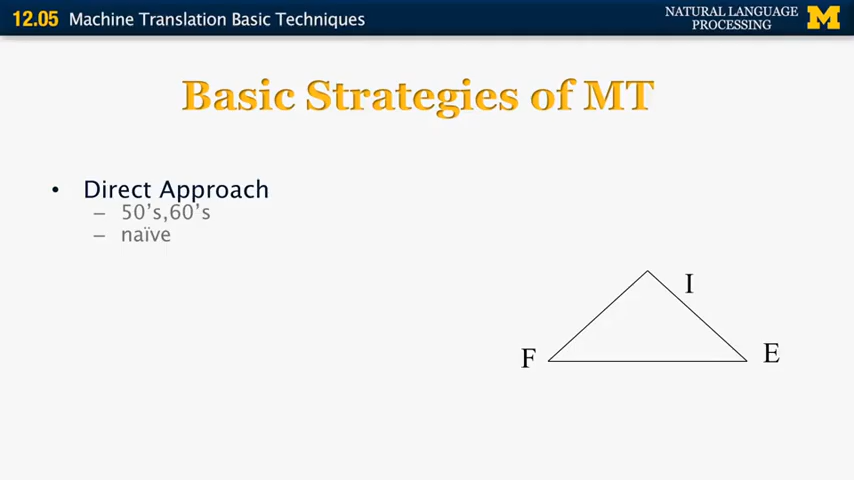 12.05 Machine Translation Basic Techniques
NATURAL LANGUAGE
PROCESSING
M
Basic Strategies of MT
• Direct Approach
– 50's,60's
– naïve
I
F
E